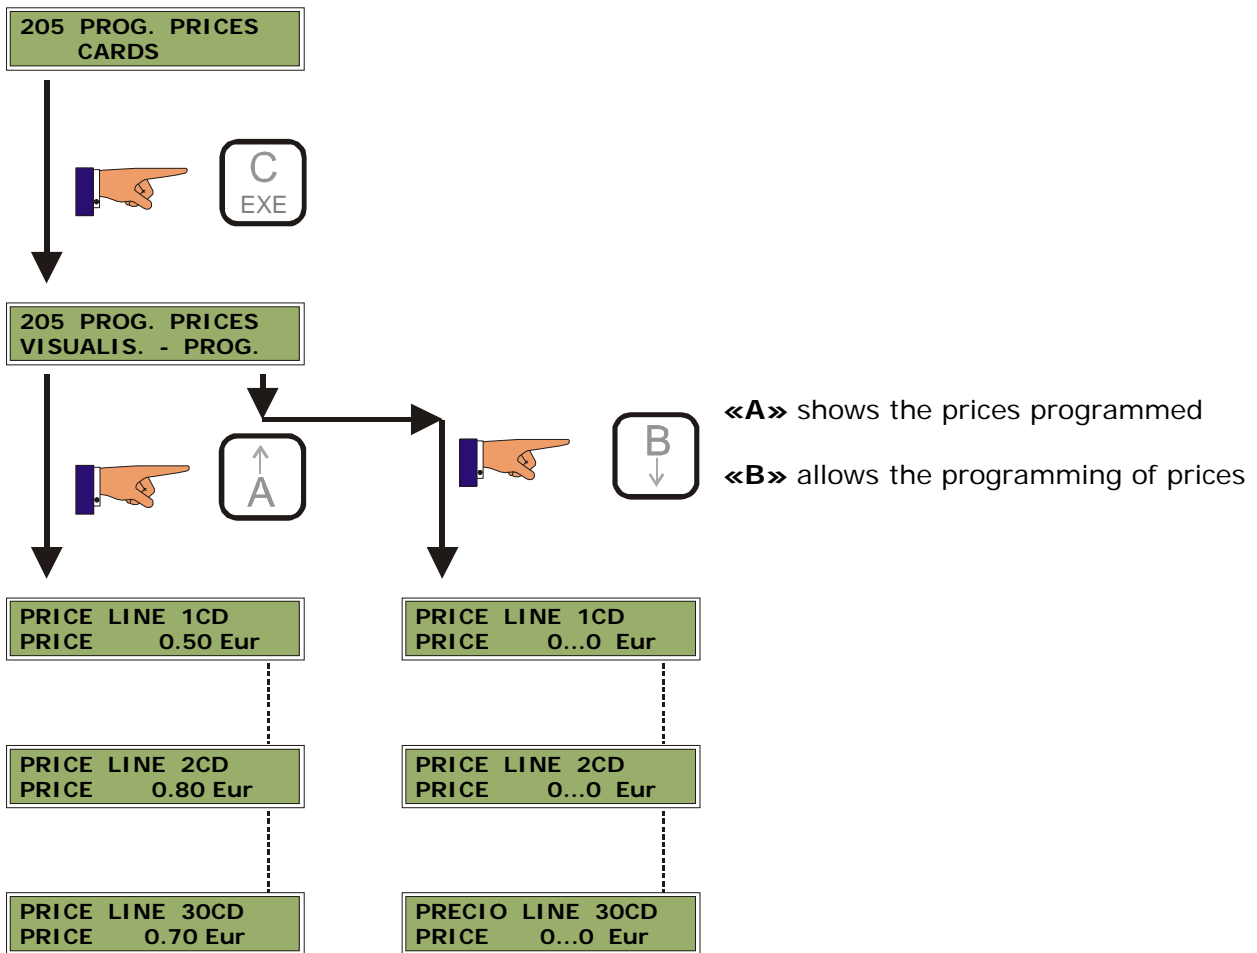 205 PROG. PRICES
CARDS
C
EXE
205 PROG. PRICES
VISUALIS. - PROG.
A
B
«A» shows the prices programmed
«B» allows the programming of prices
PRICE LINE 1CD
PRICE 0.50 Eur
PRICE LINE 1CD
PRICE 0...0 Eur
PRICE LINE 2CD
PRICE 0.80 Eur
PRICE LINE 2CD
PRICE 0...0 Eur
PRICE LINE 30CD
PRICE 0.70 Eur
PRECIO LINE 30CD
PRICE 0...0 Eur